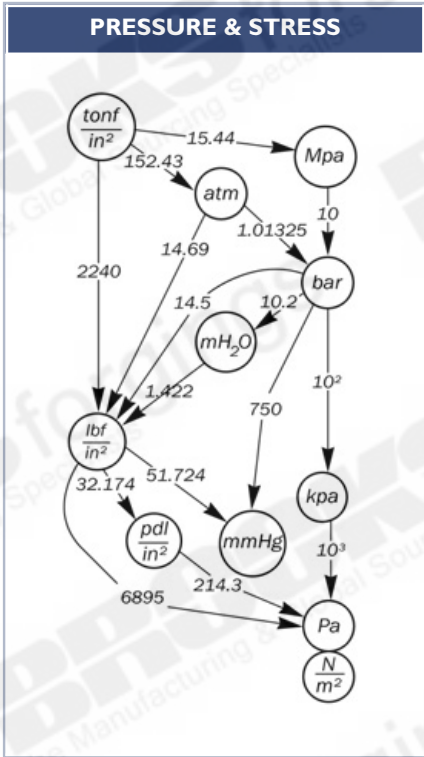 PRESSURE & STRESS
tonf
in²
15.44
Mpa
152.43
atm
10
1.01325
14.69
2240
bar
14.5
10.2
mH₂O
10²
1.422
750
lbf
in²
51.724
32.174
kpa
pdl
in²
mmHg
10³
214.3
6895
Pa
N
m²